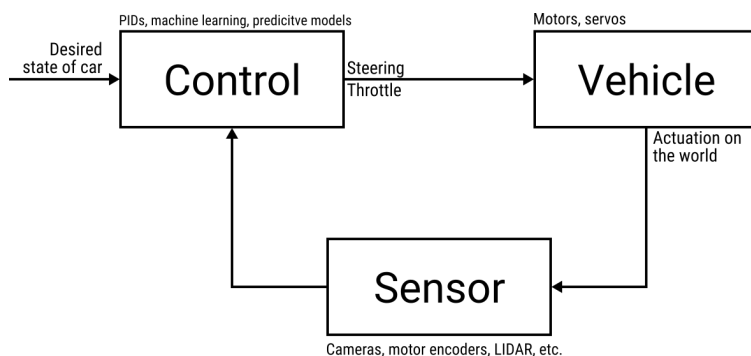 PIDs, machine learning, predicitve models
Motors, servos
Desired
state of car
Control
Steering
Throttle
Vehicle
Actuation on
the world
Sensor
Cameras, motor encoders, LIDAR, etc.